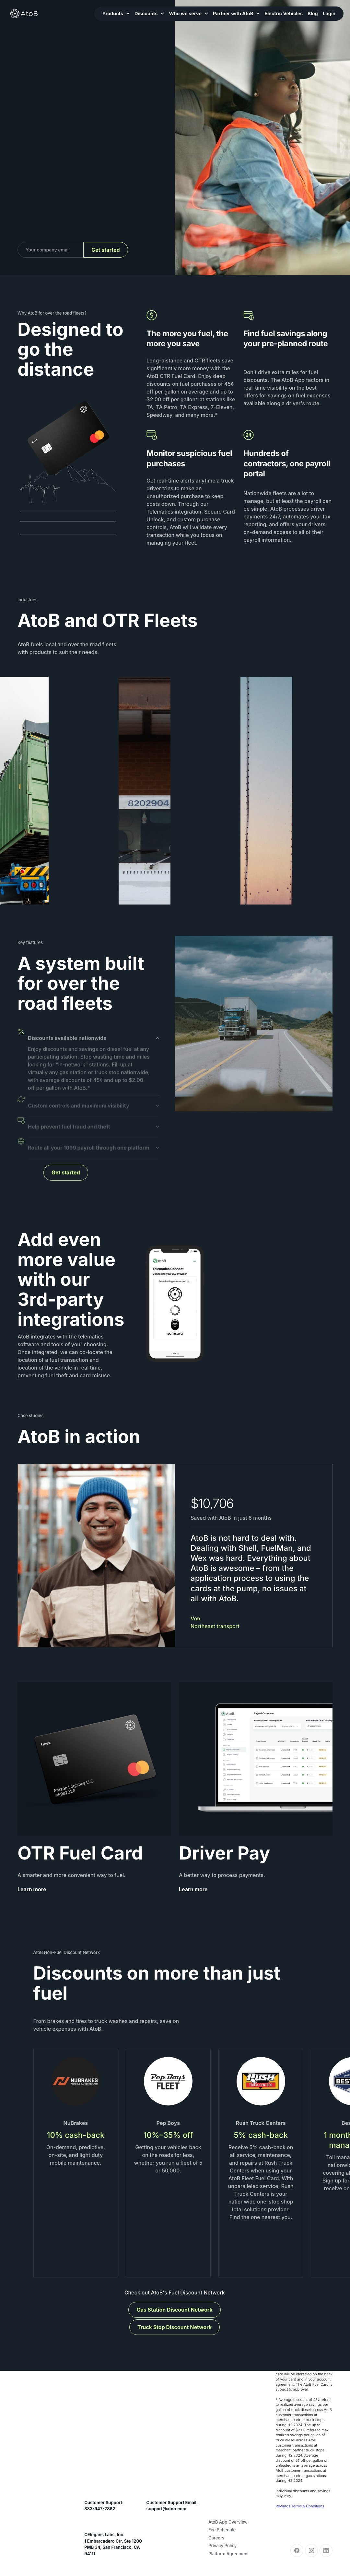 AtoB
Products
Discounts
Who we serve
Partner with AtoB
Electric Vehicles
Blog
Login
Your company email
Get started
Why AtoB for over the road fleets?
Designed to
go the
distance
The more you fuel, the
more you save
Long-distance and OTR fleets save
significantly more money with the
AtoB OTR Fuel Card. Enjoy deep
discounts on fuel purchases of 45¢
off per gallon on average and up to
$2.00 off per gallon* at stations like
TA, TA Petro, TA Express, 7-Eleven,
Speedway, and many more.*
Find fuel savings along
your pre-planned route
Don't drive extra miles for fuel
discounts. The AtoB App factors in
real-time visibility on the best
offers for savings on fuel expenses
available along a driver's route.
Monitor suspicious fuel
purchases
Get real-time alerts anytime a truck
driver tries to make an
unauthorized purchase to keep
costs down. Through our
Telematics integration, Secure Card
Unlock, and custom purchase
controls, AtoB will validate every
transaction while you focus on
managing your fleet.
Hundreds of
contractors, one payroll
portal
Nationwide fleets manage a lot to
manage, but at least the payroll can
be simple. AtoB processes driver
payments 24/7, automates your tax
reporting, and offers your drivers
on-demand access to all of their
payroll information.
Industries
AtoB and OTR Fleets
AtoB fuels local and over the road fleets
with products to suit their needs.
8202904
Key features
A system built
for over the
road fleets
Discounts available nationwide
Enjoy discounts and savings on diesel fuel at any
participating station. Stop wasting time and miles
looking for "in-network" stations. Fill up at
virtually any gas station or truck stop nationwide,
with average discounts of 45¢ and up to $2.00
off per gallon with AtoB.*
Custom controls and maximum visibility
Help prevent fuel fraud and theft
Route all your 1099 payroll through one platform
Get started
Add even
more value
with our
3rd-party
integrations
AtoB integrates with the telematics
software and tools of your choosing.
Once integrated, we can co-locate the
location of a fuel transaction and
location of the vehicle in real time,
preventing fuel theft and card misuse.
AtoB
Telematics Connect
SAMSARA
Case studies
AtoB in action
$10,706
Saved with AtoB in just 6 months
AtoB is not hard to deal with.
Dealing with Shell, FuelMan, and
Wex was hard. Everything about
AtoB is awesome – from the
application process to using the
cards at the pump, no issues at
all with AtoB.
Von
Northeast transport
Fleet
Fritzen Logistics LLC
#5987328
AtoB
Payroll Overview
OTR Fuel Card
A smarter and more convenient way to fuel.
Learn more
Driver Pay
A better way to process payments.
Learn more
AtoB Non-Fuel Discount Network
Discounts on more than just
fuel
From brakes and tires to truck washes and repairs, save on
vehicle expenses with AtoB.
NUBRAKES
NuBrakes
10% cash-back
On-demand, predictive,
on-site, and light duty
mobile maintenance.
Pep Boys
FLEET
Pep Boys
10%–35% off
Getting your vehicles back
on the roads for less,
whether you run a fleet of 5
or 50,000.
RUSH
TRUCK CENTERS
Rush Truck Centers
5% cash-back
Receive 5% cash-back on
all service, maintenance,
and repairs at Rush Truck
Centers when using your
AtoB Fleet Fuel Card. With
unparalleled service, Rush
Truck Centers is your
nationwide one-stop shop
total solutions provider.
Find the one nearest you.
BEST
Bes
1 month
mana
Toll mana
nationwi
covering al
Sign up for
receive on
Check out AtoB's Fuel Discount Network
Gas Station Discount Network
Truck Stop Discount Network
card will be identified on the back
of your card and in your account
agreement. The AtoB Fuel Card is
subject to approval.
* Average discount of 45¢ refers
to realized average savings per
gallon of truck diesel across AtoB
customer transactions at
merchant partner truck stops
during H2 2024. The up to
discount of $2.00 refers to max
realized savings per gallon of
truck diesel across AtoB
customer transactions at
merchant partner truck stops
during H2 2024. Average
discount of 5¢ off per gallon of
unleaded is an average across
AtoB customer transactions at
merchant partner gas stations
during H2 2024.
Individual discounts and savings
may vary.
Rewards Terms & Conditions
Customer Support:
833-947-2862
Customer Support Email:
support@atob.com
CElegans Labs, Inc.
1 Embarcadero Ctr, Ste 1200
PMB 34, San Francisco, CA
94111
AtoB App Overview
Fee Schedule
Careers
Privacy Policy
Platform Agreement